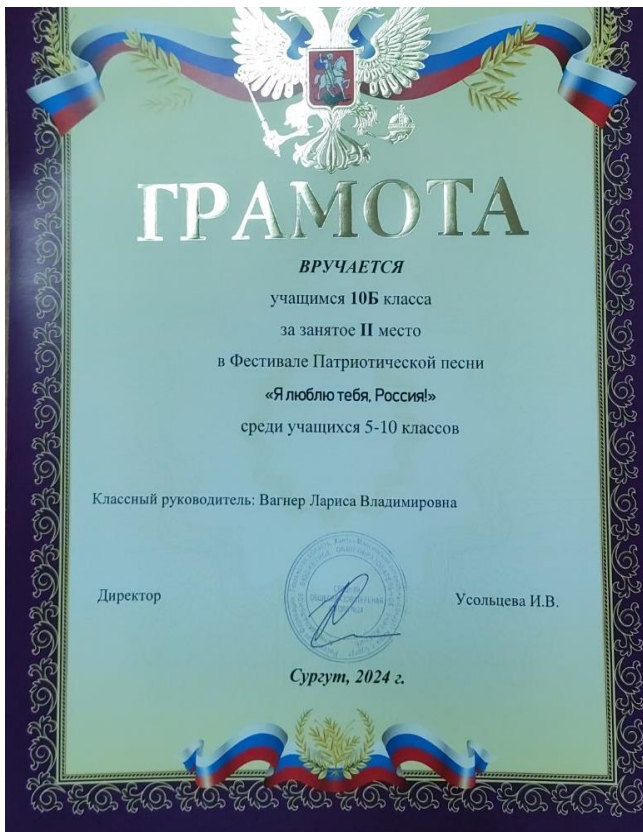 ГРАМОТА
ВРУЧАЕТСЯ
учащимся 10Б класса
за занятое II место
в Фестивале Патриотической песни
«Я люблю тебя, Россия!»
среди учащихся 5-10 классов
Классный руководитель: Вагнер Лариса Владимировна
Директор
Усольцева И.В.
Сургут, 2024 г.